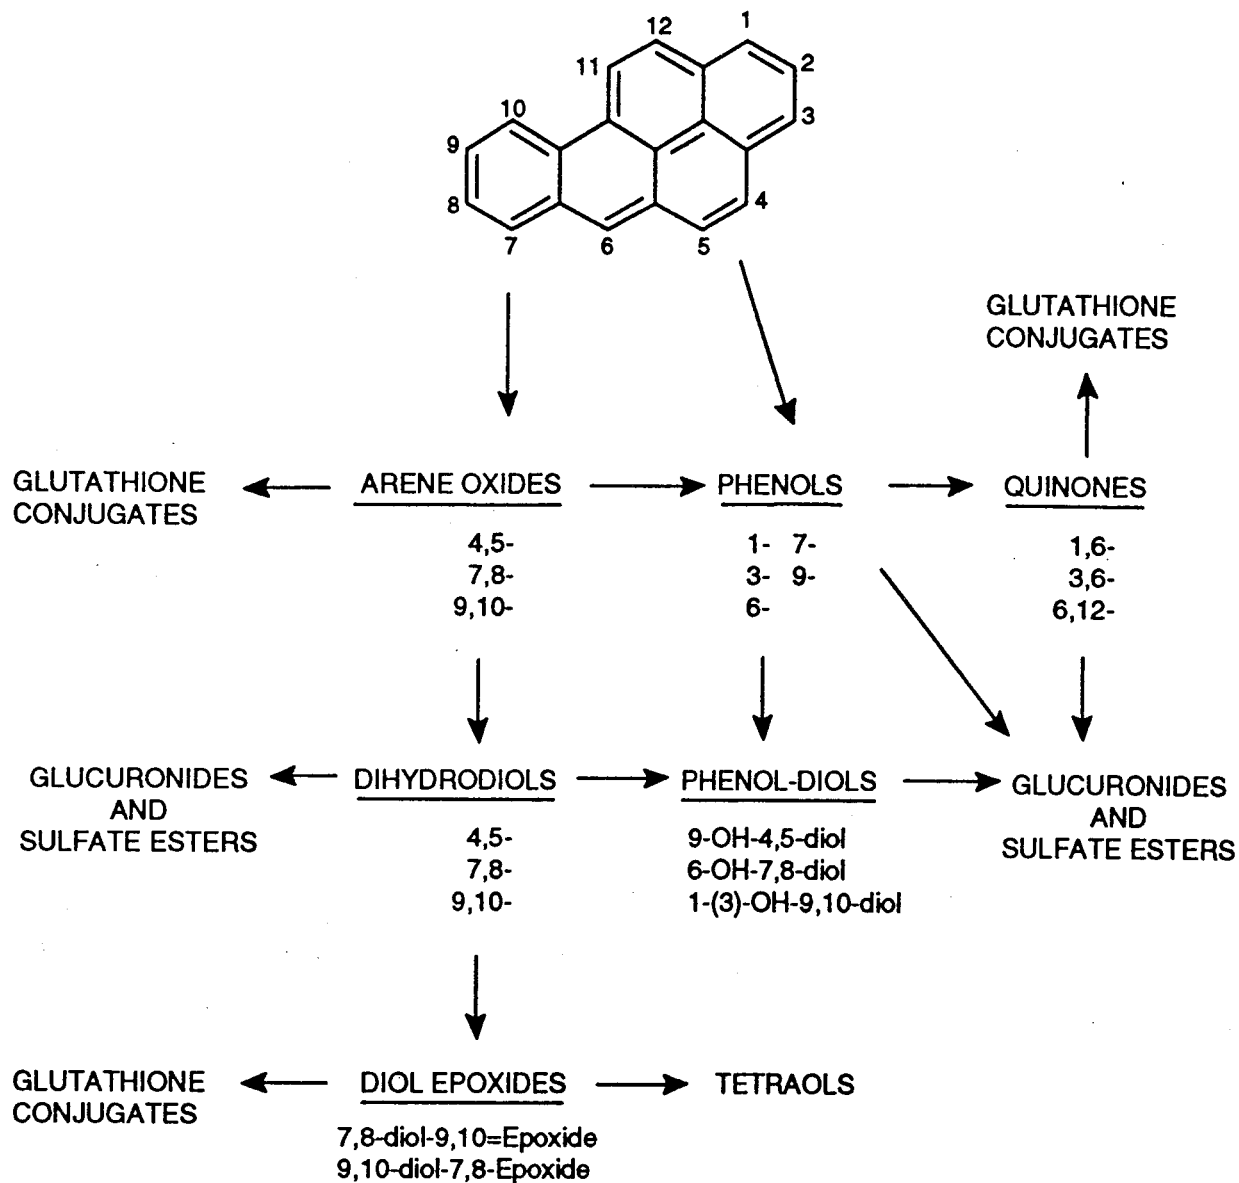 12
1
11
2
10
3
9
8
4
7
6
5
GLUTATHIONE
CONJUGATES
GLUTATHIONE
CONJUGATES
ARENE OXIDES
4,5-
7,8-
9,10-
PHENOLS
1- 7-
3- 9-
6-
QUINONES
1,6-
3,6-
6,12-
GLUCURONIDES
AND
SULFATE ESTERS
DIHYDRODIOLS
4,5-
7,8-
9,10-
PHENOL-DIOLS
9-OH-4,5-diol
6-OH-7,8-diol
1-(3)-OH-9,10-diol
GLUCURONIDES
AND
SULFATE ESTERS
GLUTATHIONE
CONJUGATES
DIOL EPOXIDES
7,8-diol-9,10=Epoxide
9,10-diol-7,8-Epoxide
TETRAOLS